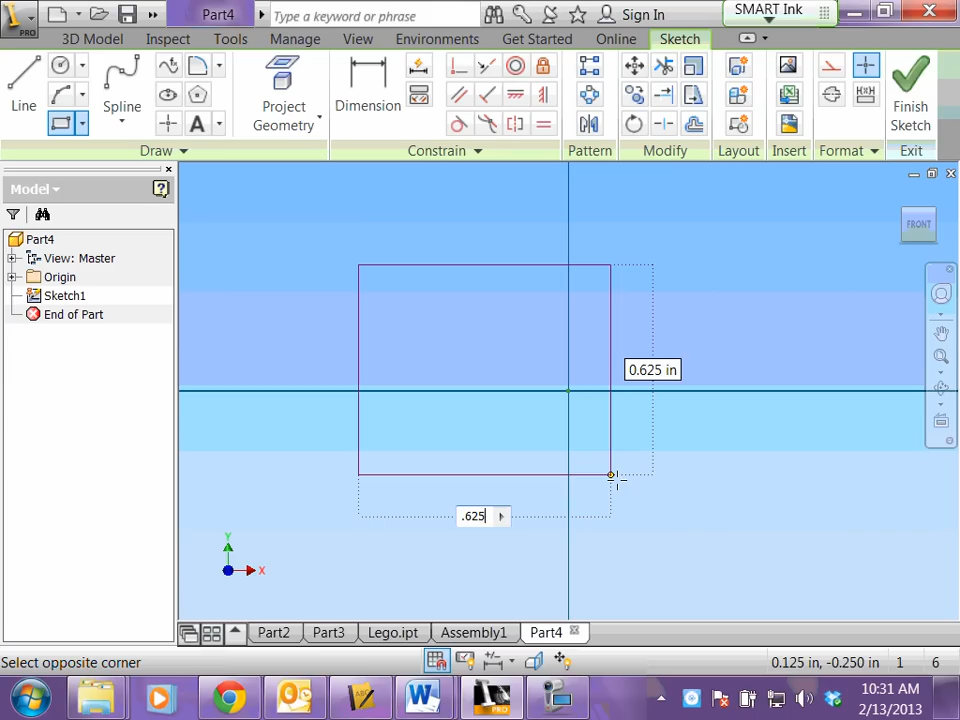 PRO
Part4
Type a keyword or phrase
Sign In
SMART Ink
3D Model
Inspect
Tools
Manage
View
Environments
Get Started
Online
Sketch
Line
Spline
Project
Geometry
Dimension
Finish
Sketch
Draw
Constrain
Pattern
Modify
Layout
Insert
Format
Exit
Model
Part4
View: Master
Origin
Sketch1
End of Part
FRONT
0.625 in
.625
Y
X
Part2
Part3
Lego.ipt
Assembly1
Part4
Select opposite corner
0.125 in, -0.250 in
1
6
PRO
10:31 AM
2/13/2013